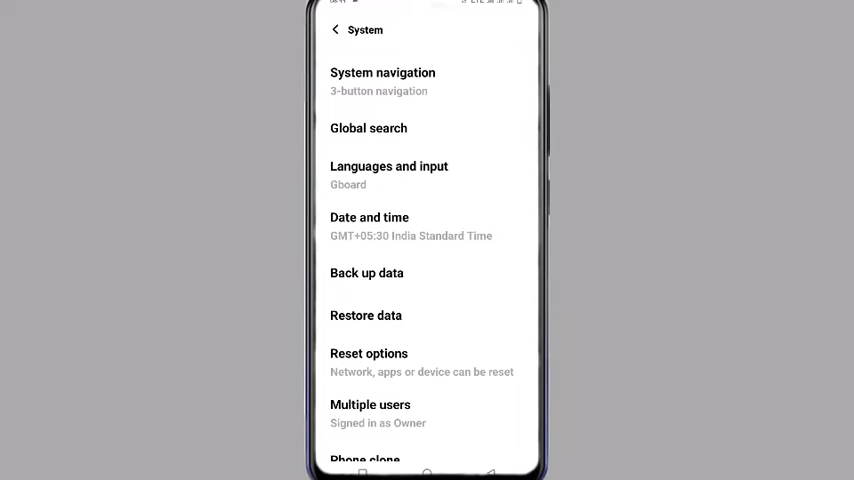 System
System navigation
3-button navigation
Global search
Languages and input
Gboard
Date and time
GMT+05:30 India Standard Time
Back up data
Restore data
Reset options
Network, apps or device can be reset
Multiple users
Signed in as Owner
Phone clone